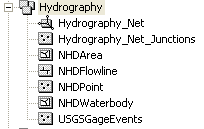 Hydrography
Hydrography_Net
Hydrography_Net_Junctions
NHDArea
NHDFlowline
NHDPoint
NHDWaterbody
USGSGageEvents